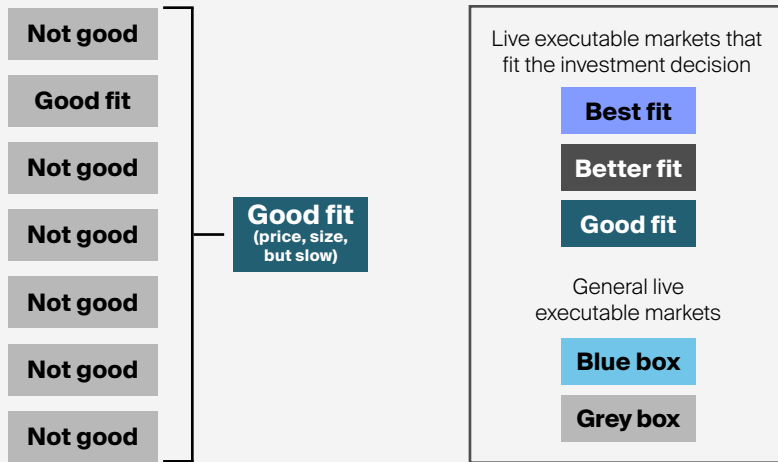 Not good
Good fit
Not good
Not good
Not good
Not good
Not good
Good fit
(price, size,
but slow)
Live executable markets that
fit the investment decision
Best fit
Better fit
Good fit
General live
executable markets
Blue box
Grey box